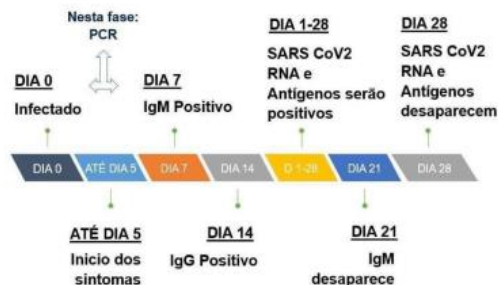 Nesta fase:
PCR
DIA 0
Infectado
DIA 7
IgM Positivo
DIA 1-28
SARS CoV2
RNA e
Antígenos serão
positivos
DIA 28
SARS CoV2
RNA e
Antígenos
desaparecem
DIA 0
ATÉ DIA 5
DIA 7
DIA 14
D 1-28
DIA 21
DIA 28
ATÉ DIA 5
Inicio dos
sintomas
DIA 14
IgG Positivo
DIA 21
IgM
desaparece